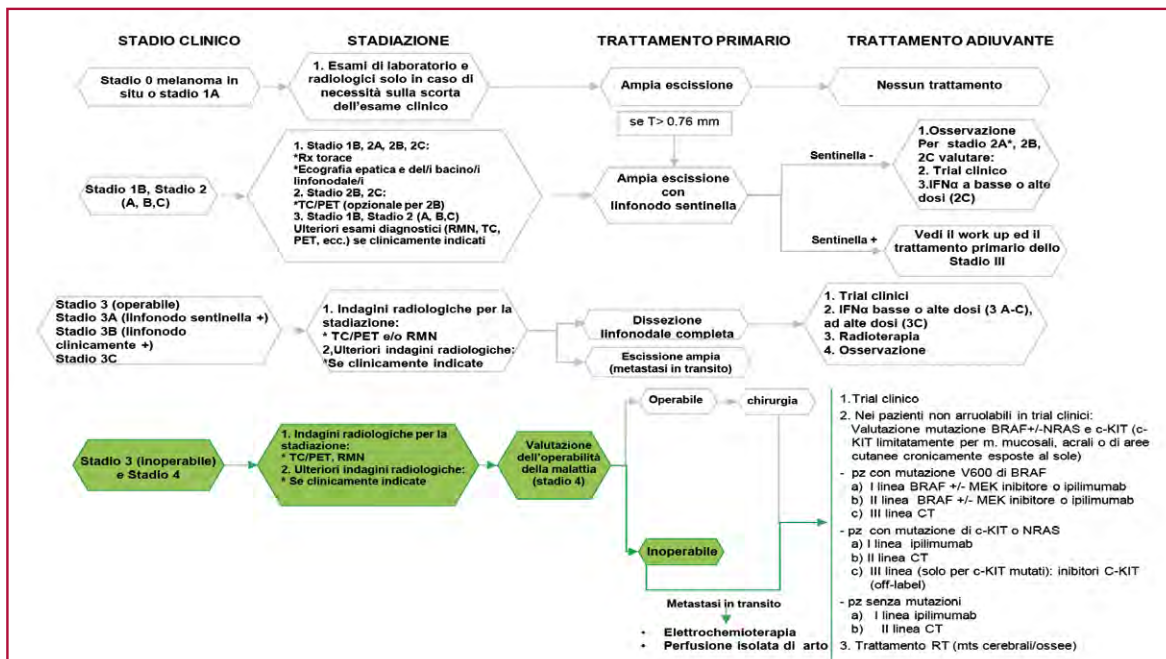 STADIO CLINICO
STADIAZIONE
TRATTAMENTO PRIMARIO
TRATTAMENTO ADIUVANTE
Stadio 0 melanoma in
situ o stadio 1A
1. Esami di laboratorio e
radiologici solo in caso di
necessità sulla scorta
dell'esame clinico
Ampia escissione
Nessun trattamento
se T> 0.76 mm
Stadio 1B, Stadio 2
(A, B,C)
1. Stadio 1B, 2A, 2B, 2C:
*Rx torace
*Ecografia epatica e del/i bacino/i
linfonodale/i
2. Stadio 2B, 2C:
*TC/PET (opzionale per 2B)
3. Stadio 1B, Stadio 2 (A, B,C)
Ulteriori esami diagnostici (RMN, TC,
PET, ecc.) se clinicamente indicati
Ampia escissione
con
linfonodo sentinella
Sentinella -
1.Osservazione
Per stadio 2A*, 2B,
2C valutare:
2. Trial clinico
3.IFNα a basse o alte
dosi (2C)
Sentinella +
Vedi il work up ed il
trattamento primario dello
Stadio III
Stadio 3 (operabile)
Stadio 3A (linfonodo sentinella +)
Stadio 3B (linfonodo
clinicamente +)
Stadio 3C
1. Indagini radiologiche per la
stadiazione:
* TC/PET e/o RMN
2,Ulteriori indagini radiologiche:
*Se clinicamente indicate
Dissezione
linfonodale completa
Escissione ampia
(metastasi in transito)
1. Trial clinici
2. IFNα basse o alte dosi (3 A-C),
ad alte dosi (3C)
3. Radioterapia
4. Osservazione
Stadio 3 (inoperabile)
e Stadio 4
1. Indagini radiologiche per la
stadiazione:
* TC/PET, RMN
2. Ulteriori indagini radiologiche:
* Se clinicamente indicate
Valutazione
dell'operabilità
della malattia
(stadio 4)
Operabile
chirurgia
Inoperabile
Metastasi in transito
• Elettrochemioterapia
• Perfusione isolata di arto
1. Trial clinico
2. Nei pazienti non arruolabili in trial clinici:
Valutazione mutazione BRAF+/-NRAS e c-KIT (c-
KIT limitatamente per m. mucosali, acrali o di aree
cutanee cronicamente esposte al sole)
- pz con mutazione V600 di BRAF
a) I linea BRAF +/- MEK inibitore o ipilimumab
b) II linea BRAF +/- MEK inibitore o ipilimumab
c) III linea CT
- pz con mutazione di c-KIT o NRAS
a) I linea ipilimumab
b) II linea CT
c) III linea (solo per c-KIT mutati): inibitori C-KIT
(off-label)
- pz senza mutazioni
a) I linea ipilimumab
b) II linea CT
3. Trattamento RT (mts cerebrali/ossee)